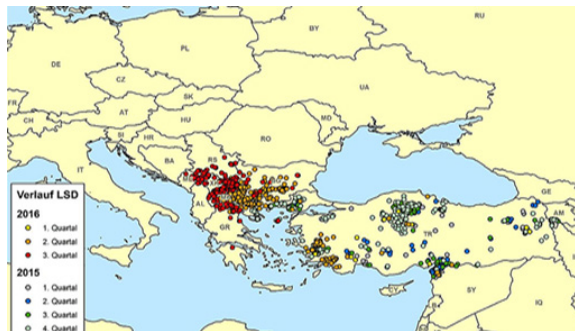 RU
BY
PL
DE
CZ
UA
SK
FR
AT
CH
HU
MD
SI
RO
HR
BA
RS
IT
GE
AL
AM
TR
GR
CY
SY
IQ
Verlauf LSD
2016
1. Quartal
2. Quartal
3. Quartal
2015
1. Quartal
2. Quartal
3. Quartal
4. Quartal